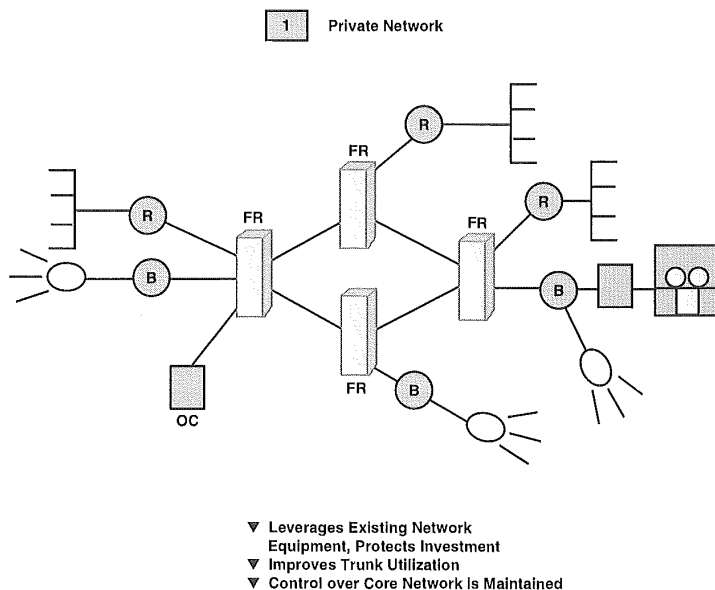 1 Private Network
R
FR
FR
R
FR
R
B
B
FR
B
OC
▼ Leverages Existing Network
Equipment, Protects Investment
▼ Improves Trunk Utilization
▼ Control over Core Network is Maintained